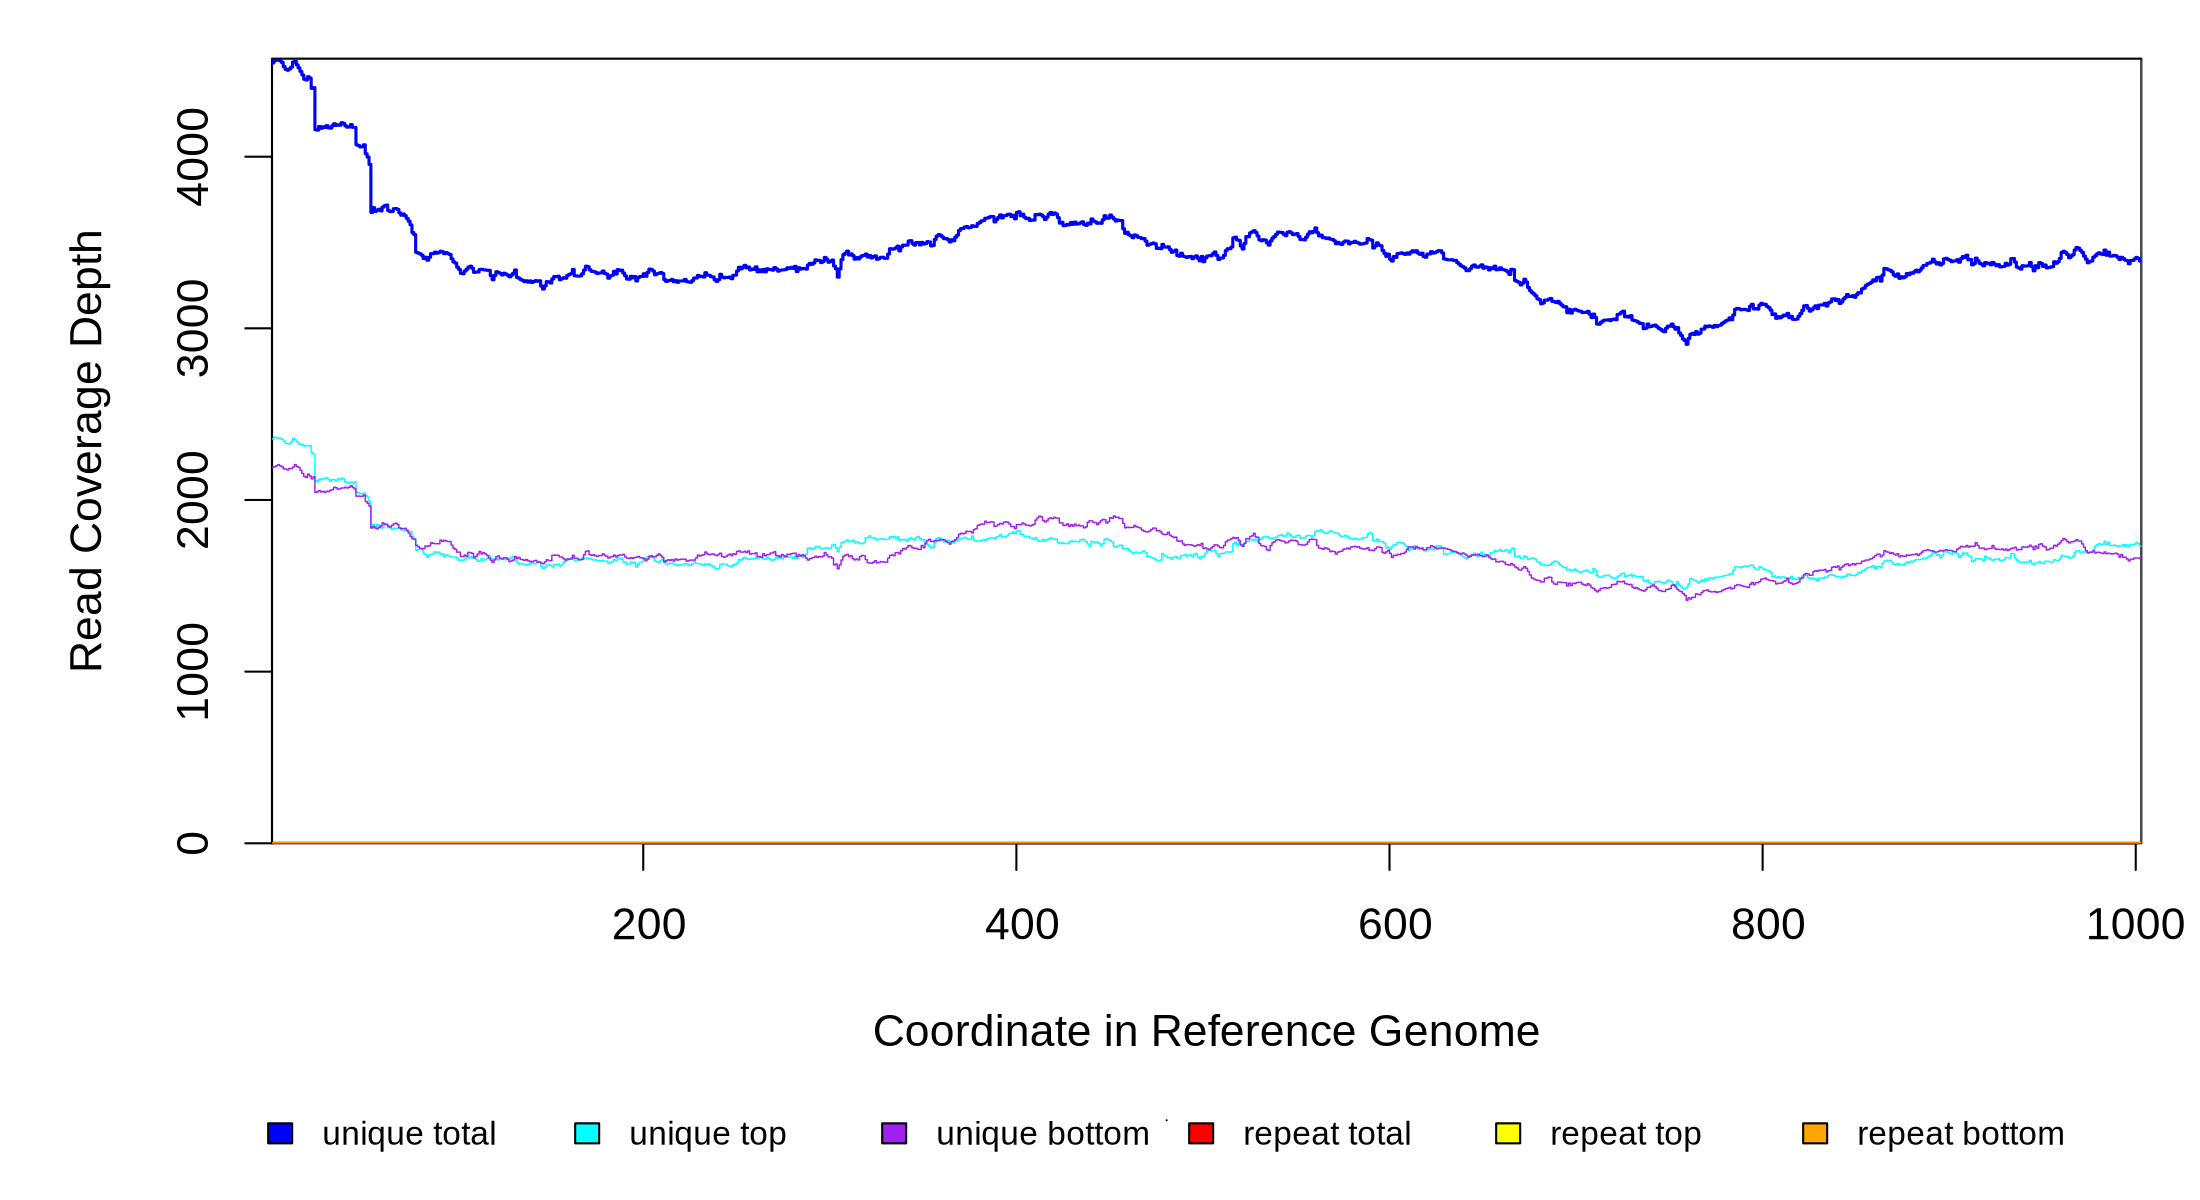 Read Coverage Depth
4000
3000
2000
1000
0
200 400 600 800 1000
Coordinate in Reference Genome
unique total unique top unique bottom repeat total repeat top repeat bottom